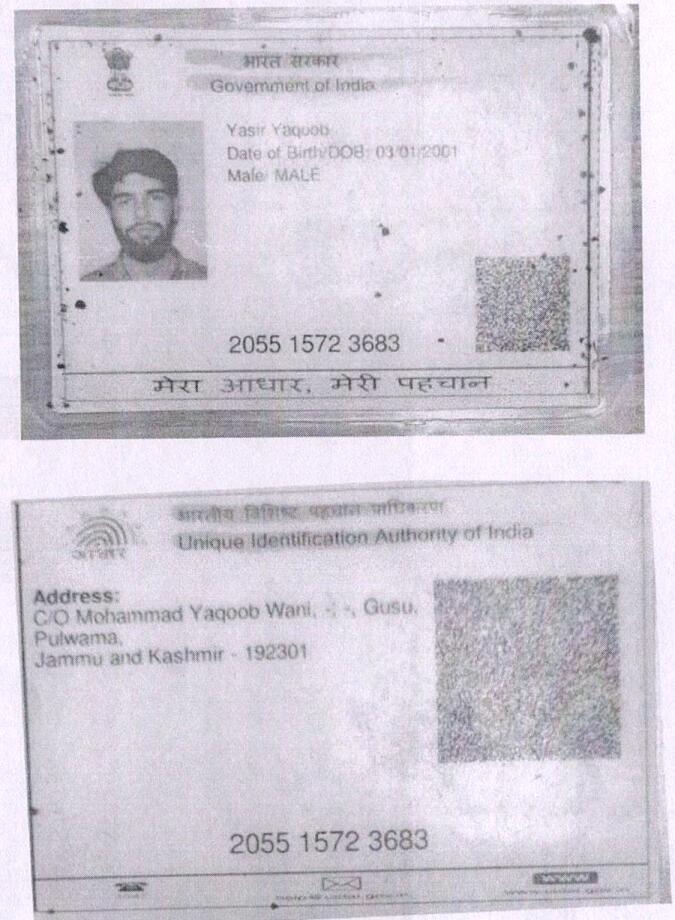 भारत सरकार
Government of India
Yasir Yaqoob
Date of Birth/DOB: 03/01/2001
Male/ MALE
2055 1572 3683
मेरा आधार, मेरी पहचान
भारतीय विशिष्ट पहचान प्राधिकरण
Unique Identification Authority of India
आधार
Address:
C/O Mohammad Yaqoob Wani, -, -, Gusu,
Pulwama,
Jammu and Kashmir - 192301
2055 1572 3683
www